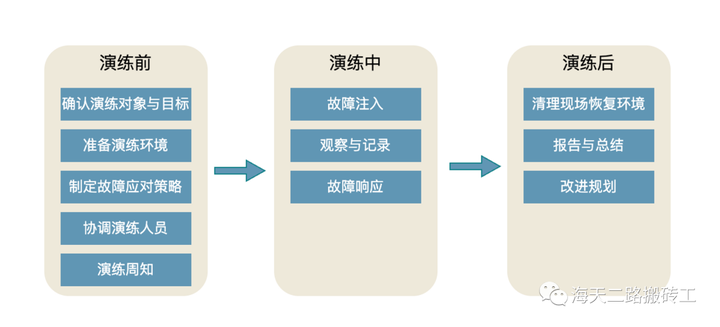 演练前
确认演练对象与目标
准备演练环境
制定故障应对策略
协调演练人员
演练周知
演练中
故障注入
观察与记录
故障响应
演练后
清理现场恢复环境
报告与总结
改进规划
海天二路搬砖工